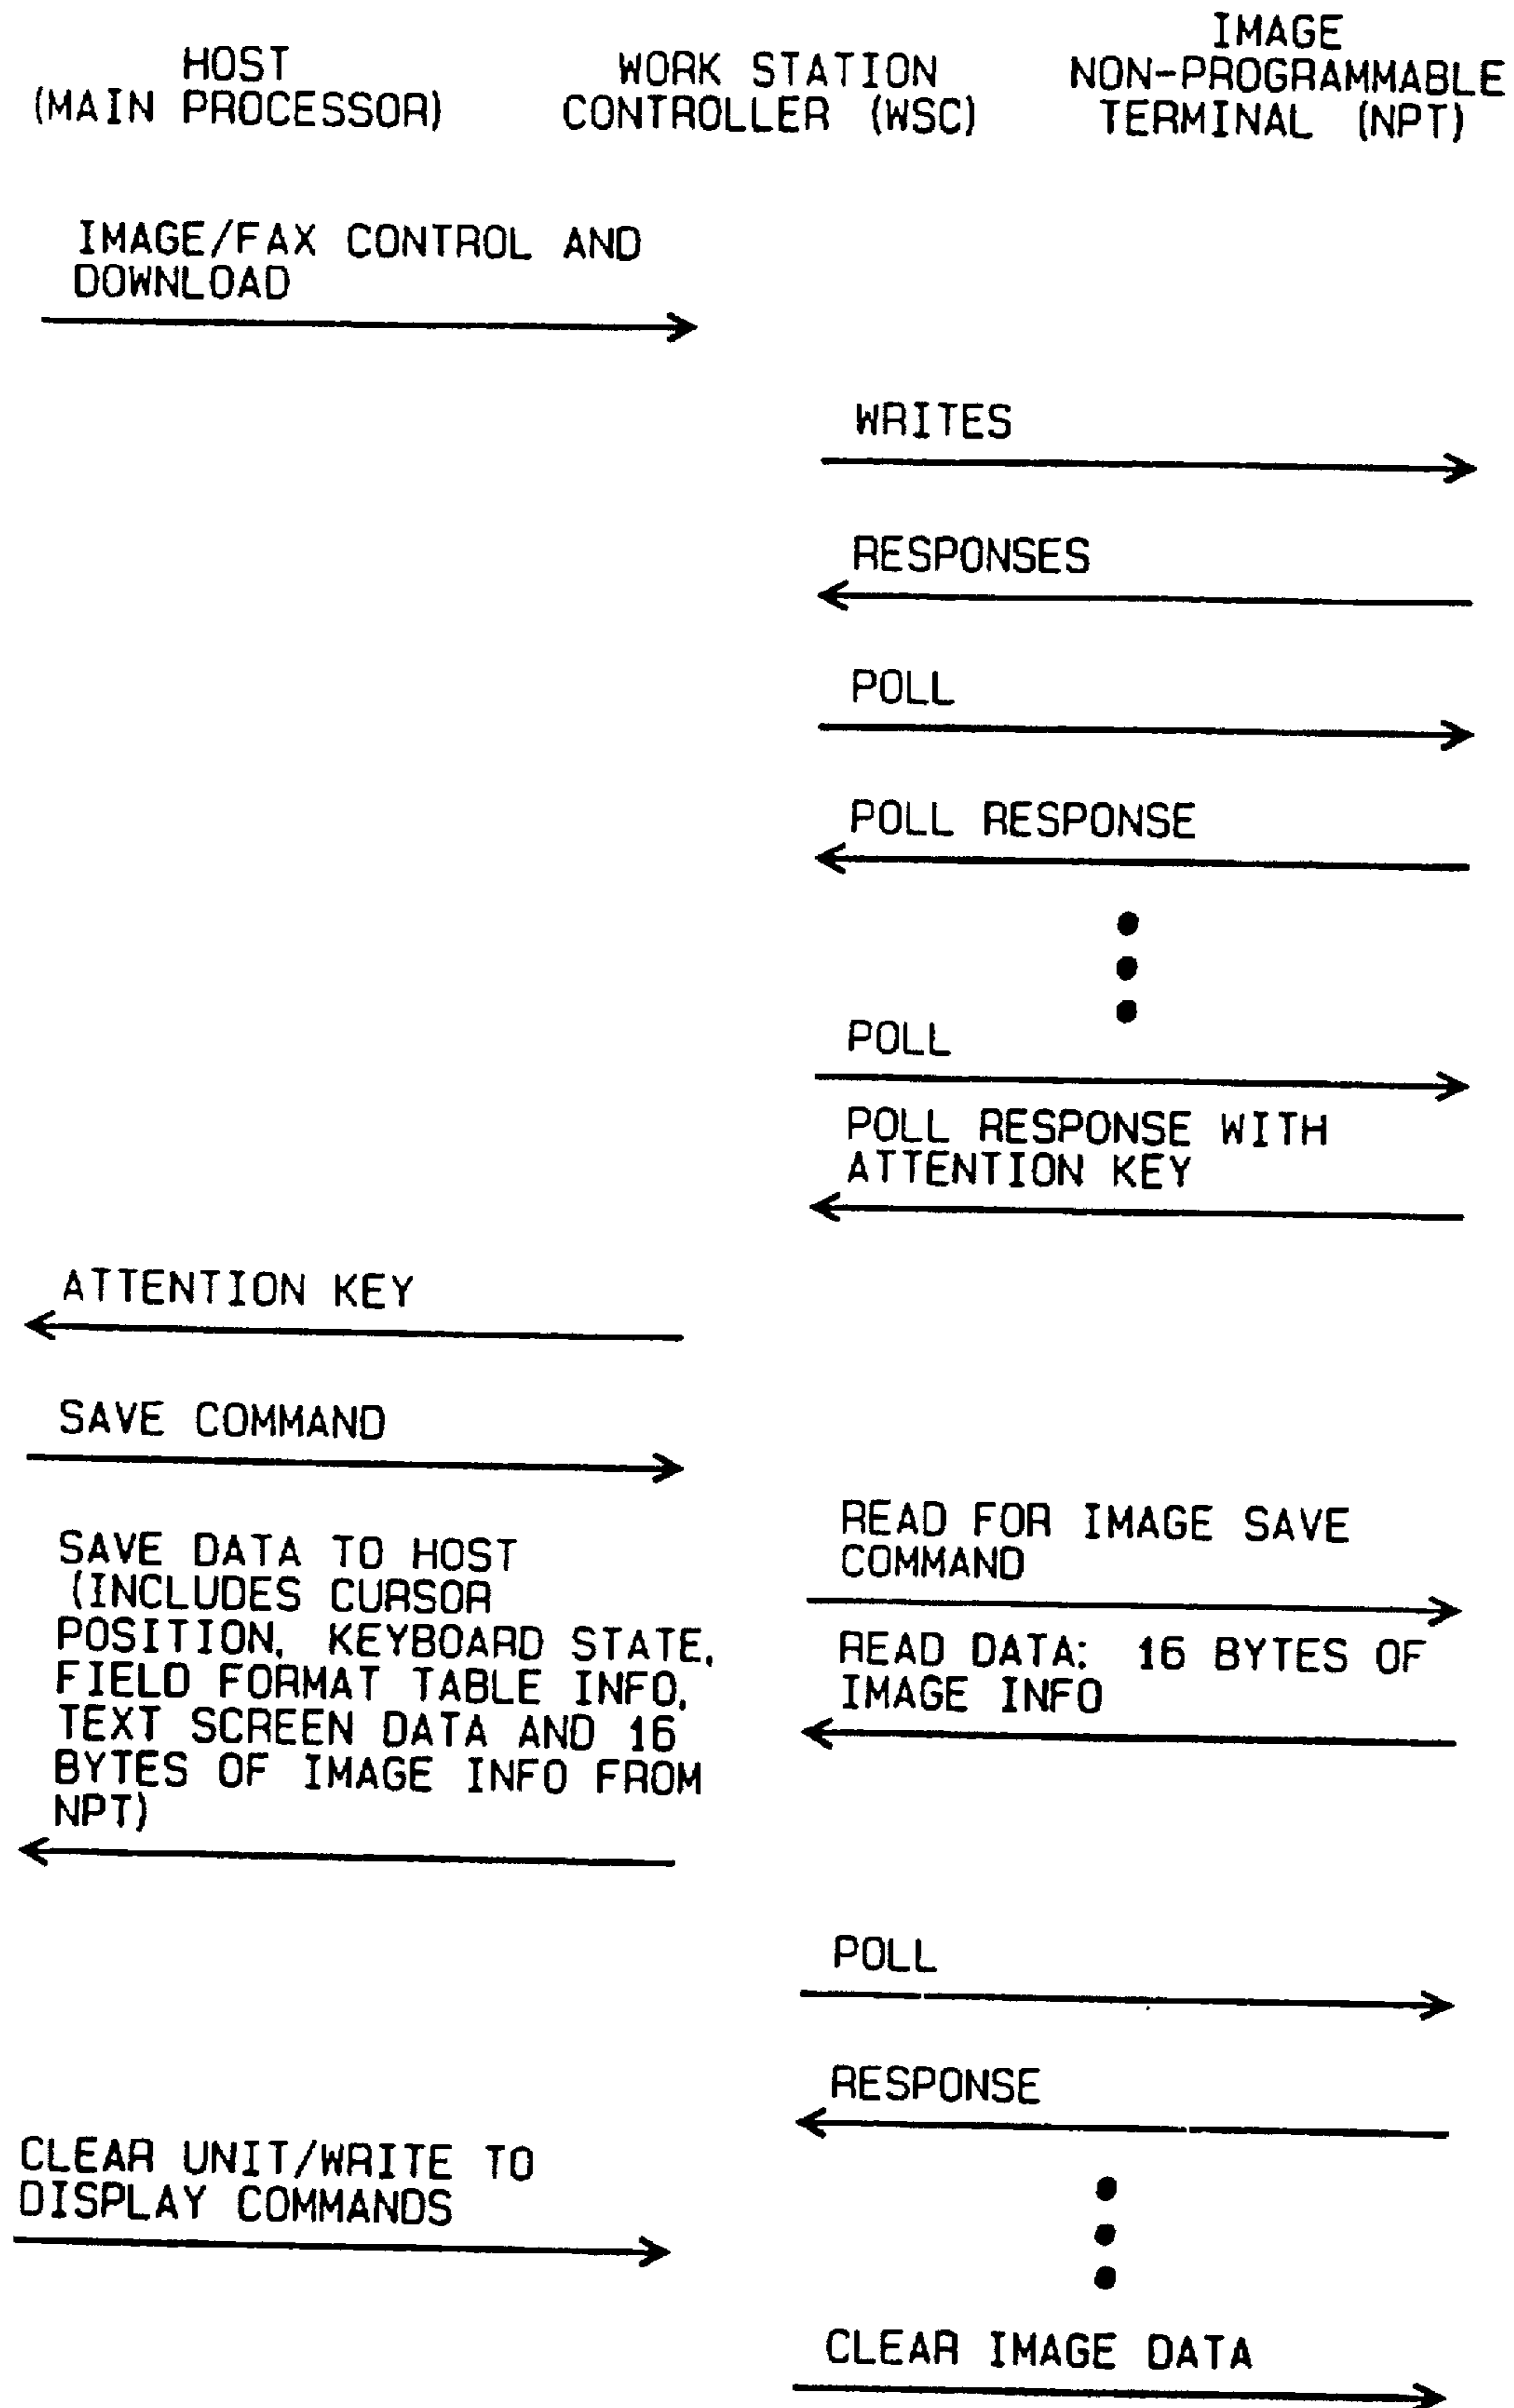 HOST
(MAIN PROCESSOR)
WORK STATION
CONTROLLER (WSC)
IMAGE
NON-PROGRAMMABLE
TERMINAL (NPT)
IMAGE/FAX CONTROL AND
DOWNLOAD
WRITES
RESPONSES
POLL
POLL RESPONSE
POLL
POLL RESPONSE WITH
ATTENTION KEY
ATTENTION KEY
SAVE COMMAND
READ FOR IMAGE SAVE
COMMAND
SAVE DATA TO HOST
(INCLUDES CURSOR
POSITION, KEYBOARD STATE,
FIELD FORMAT TABLE INFO,
TEXT SCREEN DATA AND 16
BYTES OF IMAGE INFO FROM
NPT)
READ DATA: 16 BYTES OF
IMAGE INFO
POLL
RESPONSE
CLEAR UNIT/WRITE TO
DISPLAY COMMANDS
CLEAR IMAGE DATA